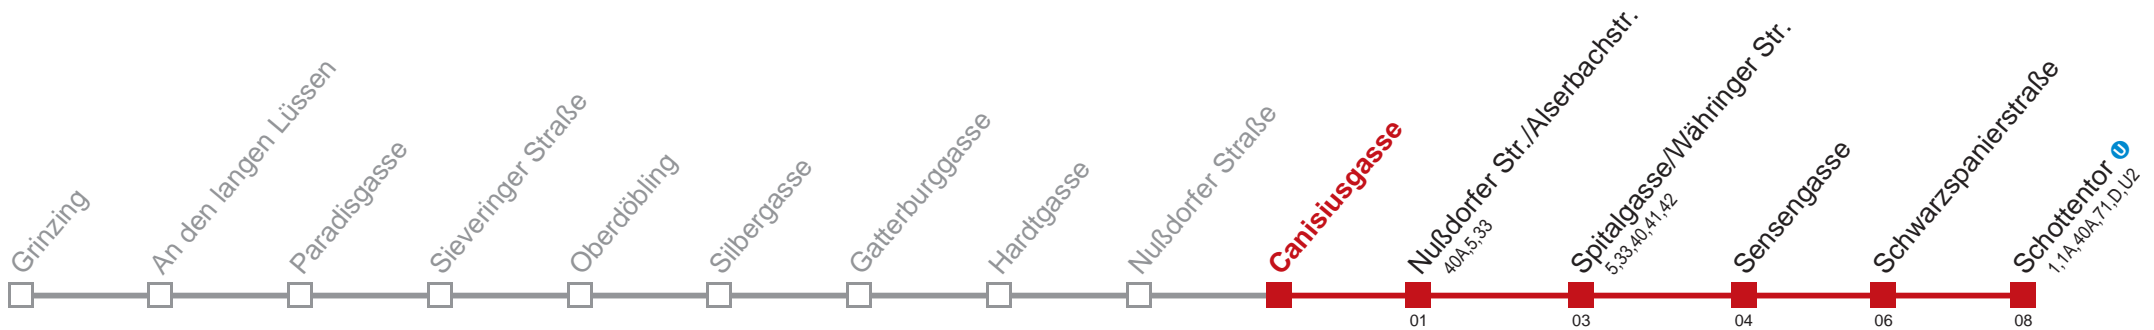 Grinzing
An den langen Lüssen
Paradisgasse
Sieveringer Straße
Oberdöbling
Silbergasse
Gatterburggasse
Hardtgasse
Nußdorfer Straße
Canisiusgasse
Nußdorfer Str./Alserbachstr.
40A,5,33
Spitalgasse/Währinger Str.
5,33,40,41,42
Sensengasse
Schwarzspanierstraße
Schottentor U
1,1A,40A,71,D,U2
01
03
04
06
08